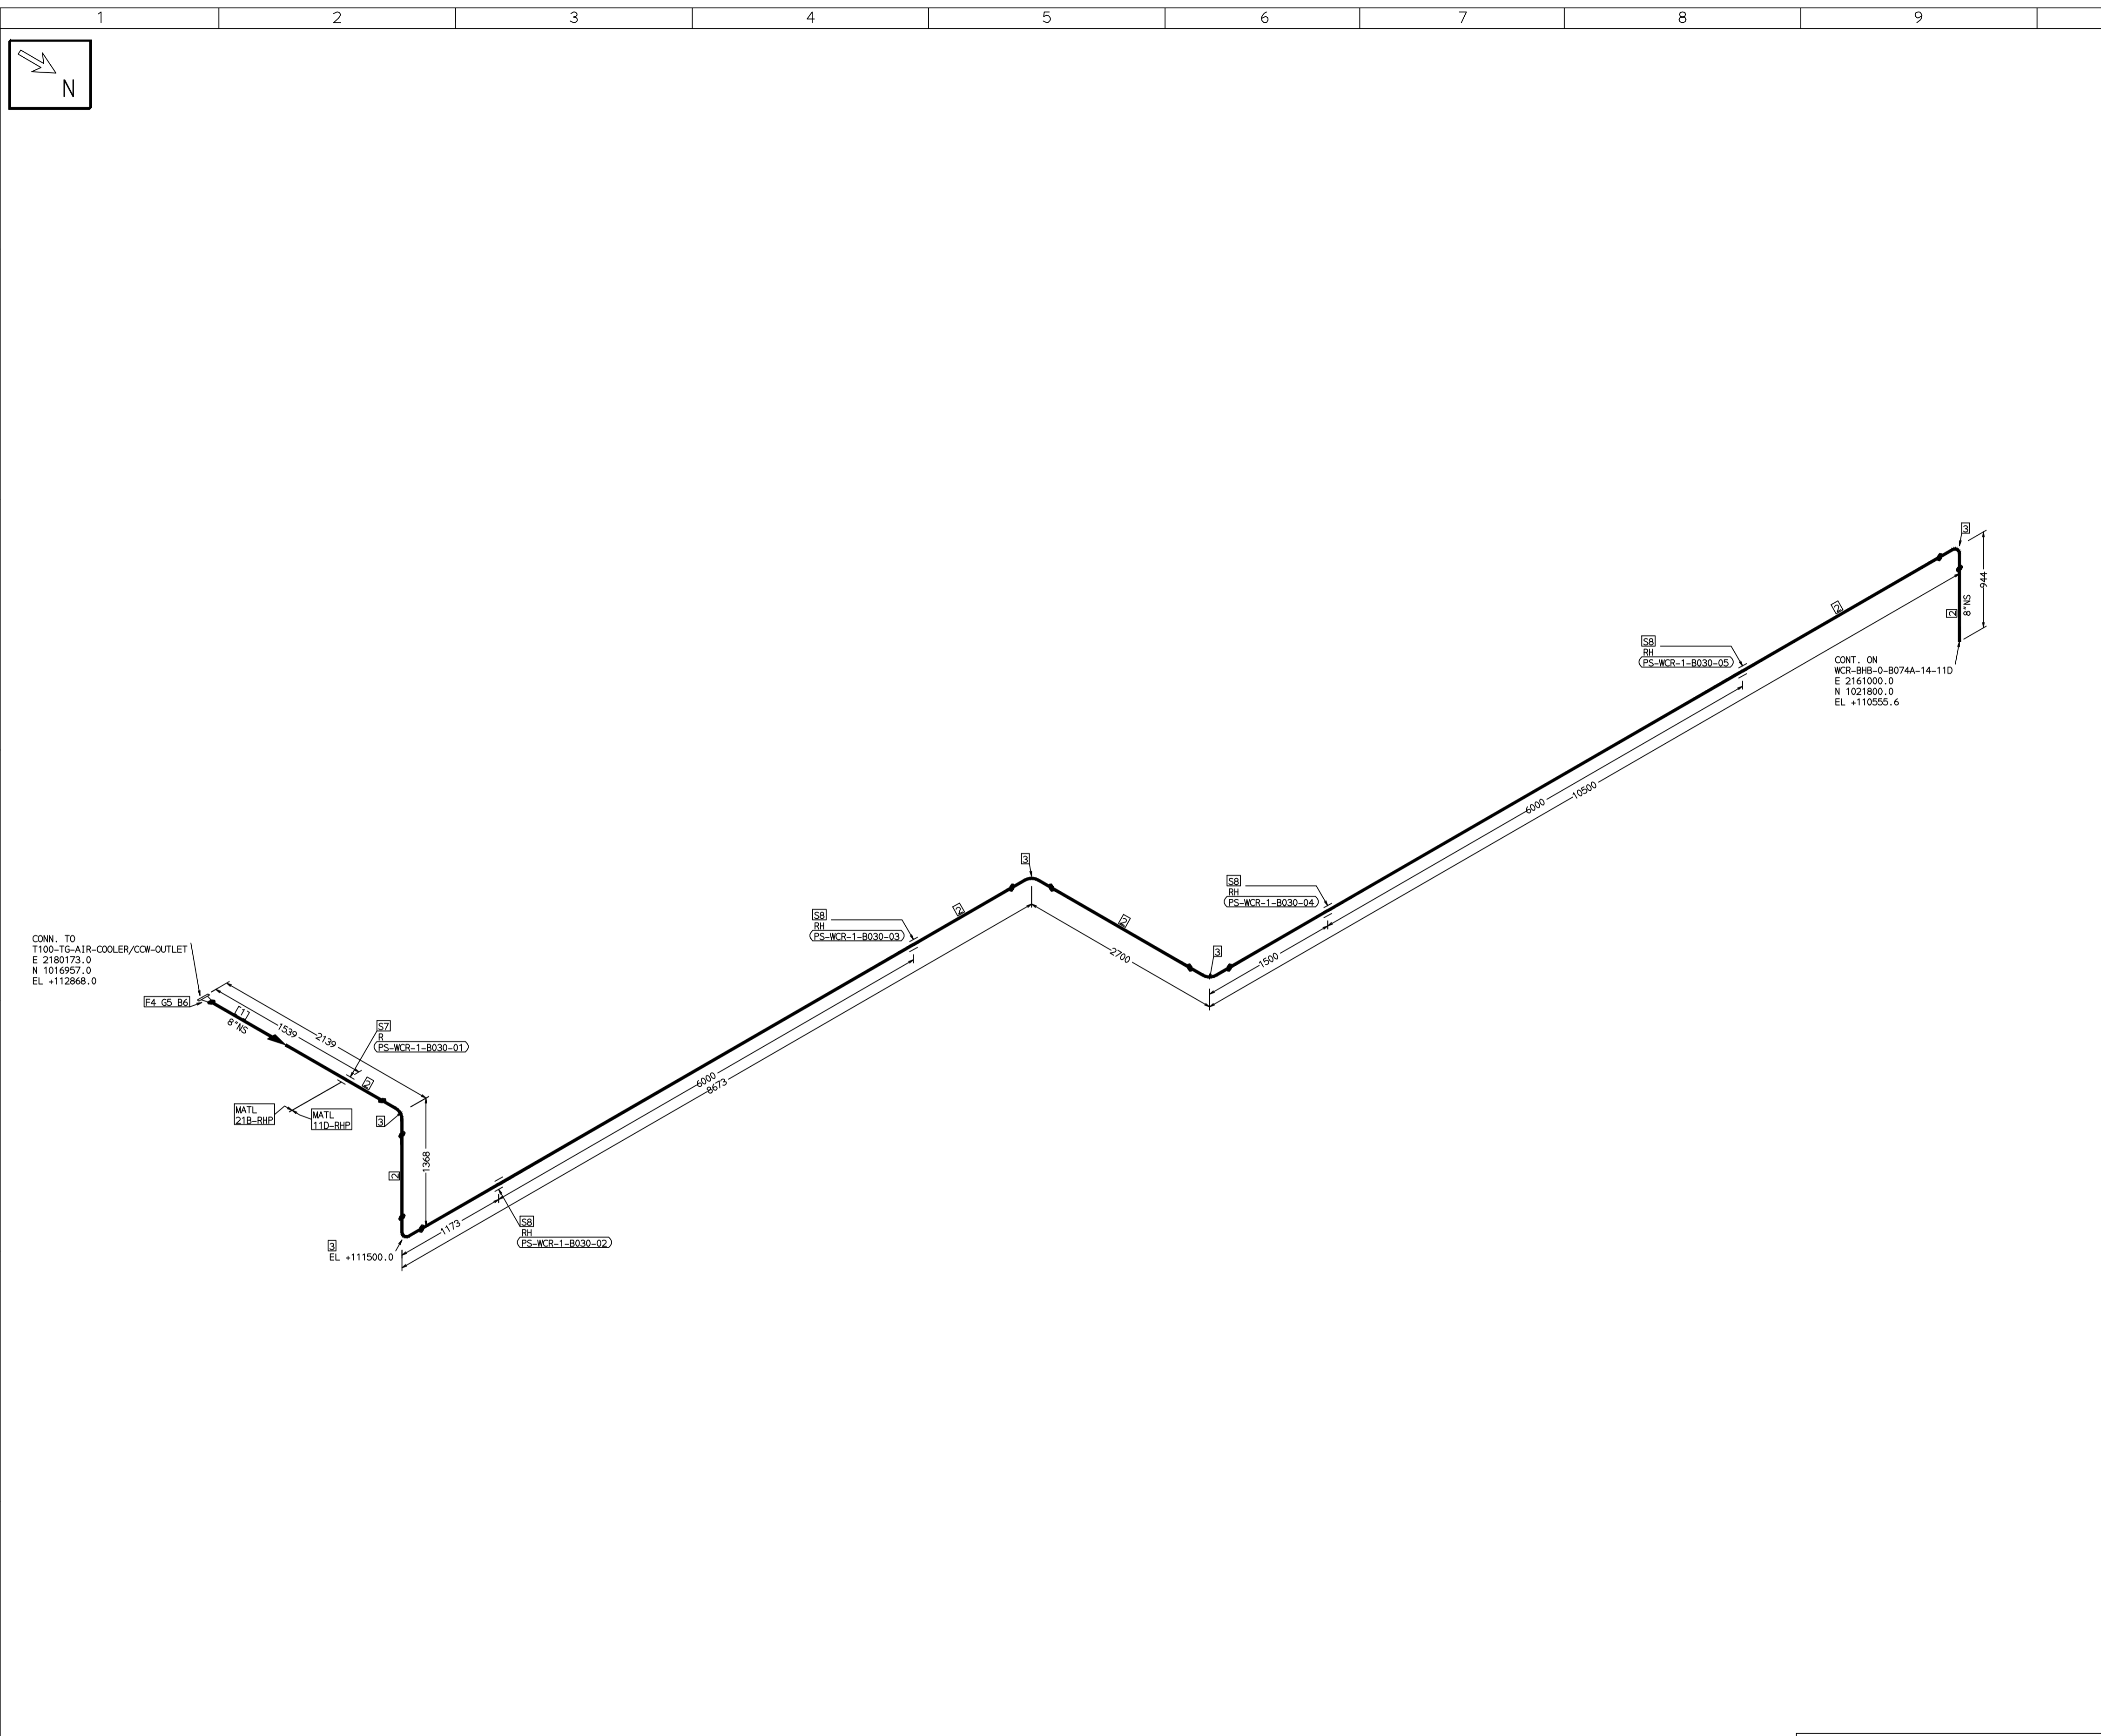 1 2 3 4 5 6 7 8 9
N
3
944
8"NS
2
2
S8
RH
PS-WCR-1-B030-05
CONT. ON
WCR-BHB-0-B074A-14-11D
E 2161000.0
N 1021800.0
EL +110555.6
6000
10500
3
S8
RH
PS-WCR-1-B030-04
2
S8
RH
PS-WCR-1-B030-03
2
CONN. TO
T100-TG-AIR-COOLER/CCW-OUTLET
E 2180173.0
N 1016957.0
EL +112868.0
3
2700
1500
F4 G5 B6
1
8"NS
1539
2139
S7
R
PS-WCR-1-B030-01
2
6000
8673
MATL
21B-RHP
MATL
11D-RHP
3
1368
2
1173
S8
RH
PS-WCR-1-B030-02
3
EL +111500.0